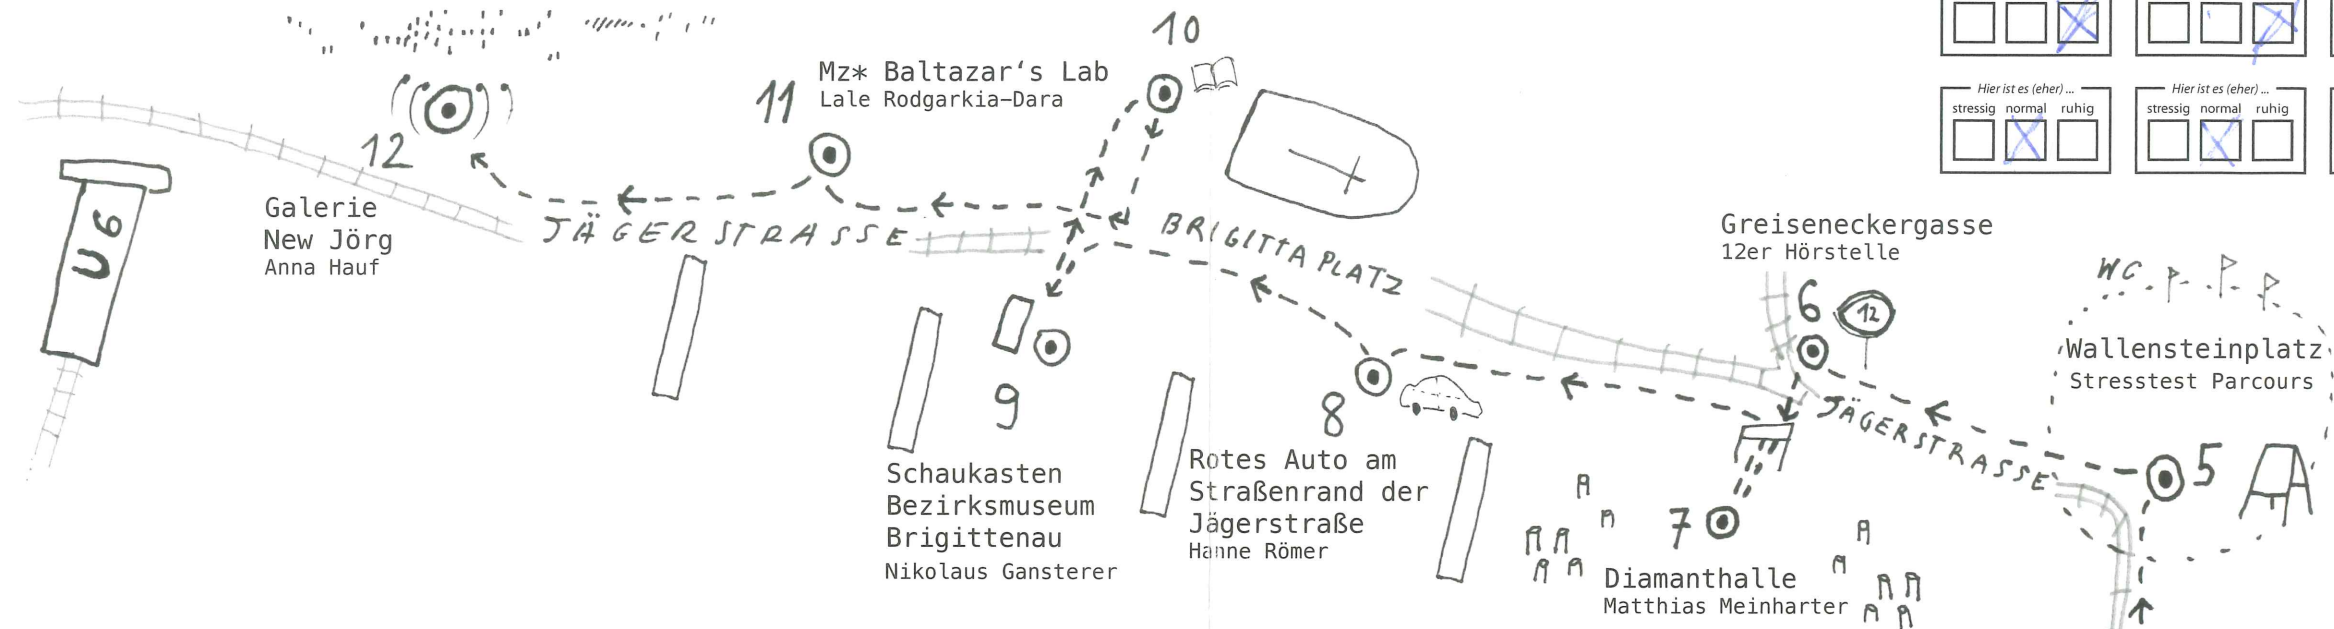 10
Mz* Baltazar‘s Lab
Lale Rodgarkia-Dara
11
12
Hier ist es (eher) ...
stressig normal ruhig
Hier ist es (eher) ...
stressig normal ruhig
U6
Galerie
New Jörg
Anna Hauf
JÄGERSTRASSE
BRIGITTAPLATZ
Greiseneckergasse
12er Hörstelle
6
12
WC
Wallensteinplatz
Stresstest Parcours
JÄGERSTRASSE
5
9
Schaukasten
Bezirksmuseum
Brigittenau
Nikolaus Gansterer
8
Rotes Auto am
Straßenrand der
Jägerstraße
Hanne Römer
7
Diamanthalle
Matthias Meinharter